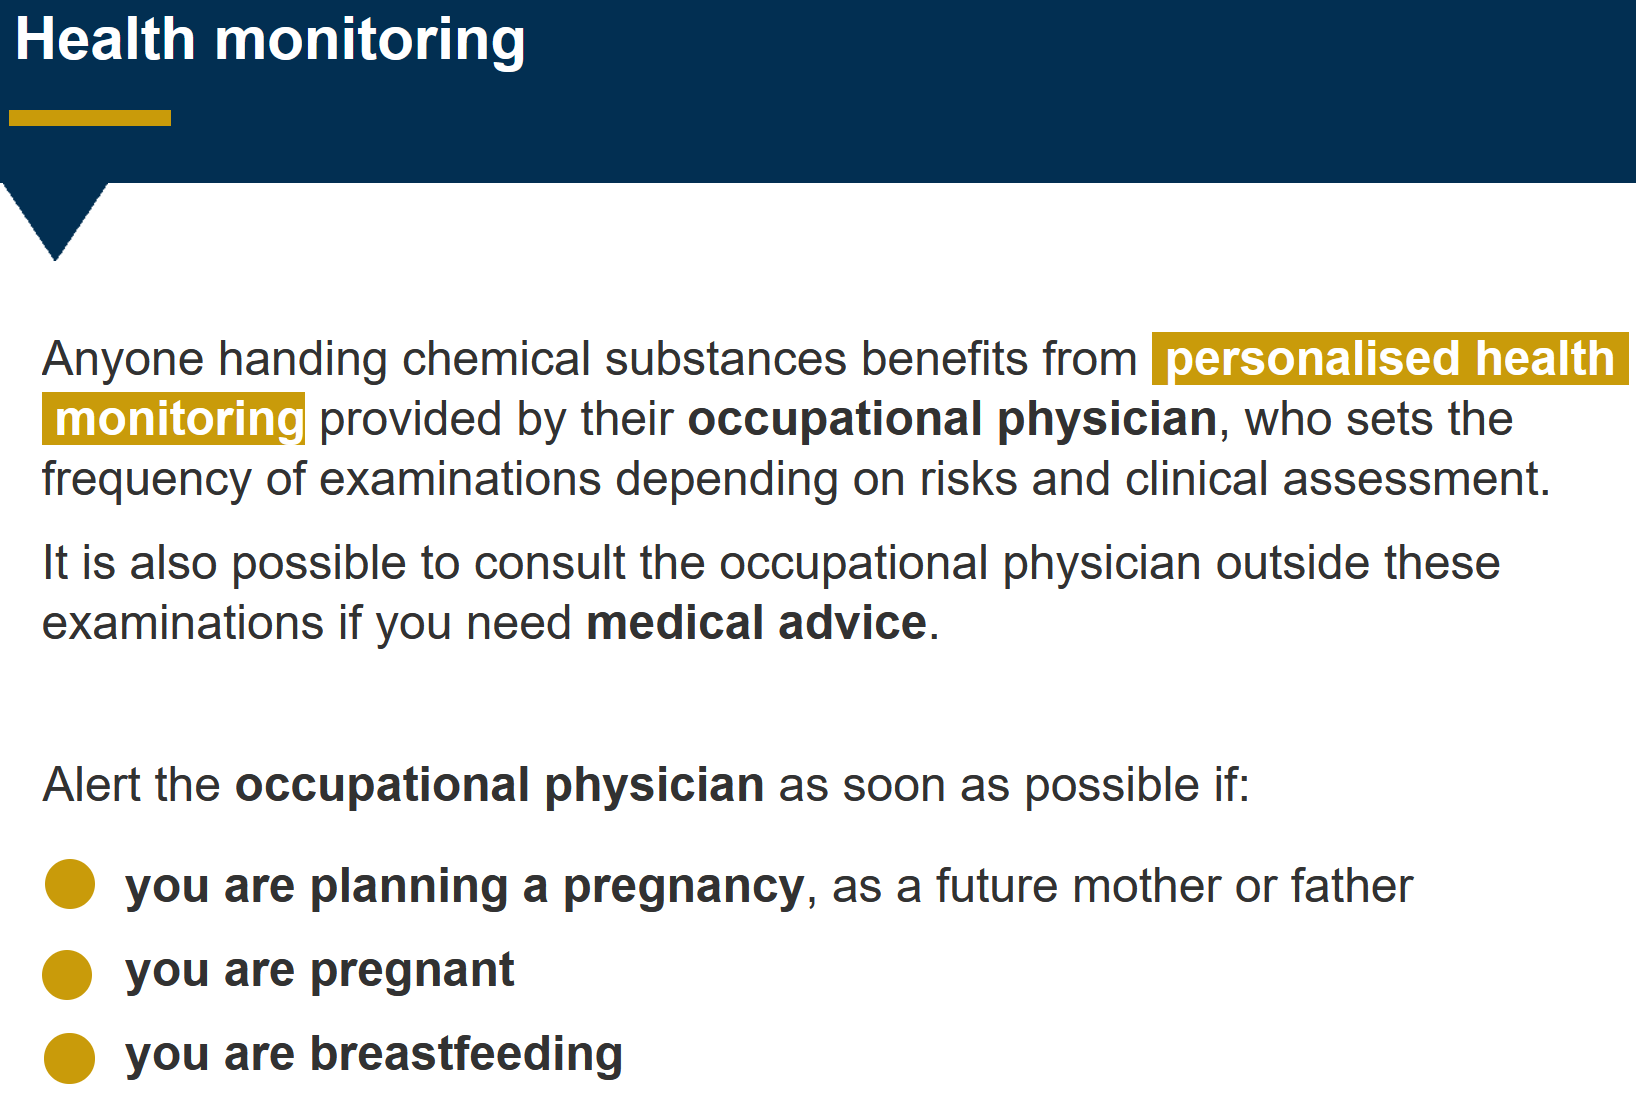 Health monitoring
Anyone handing chemical substances benefits from personalised health
monitoring provided by their occupational physician, who sets the
frequency of examinations depending on risks and clinical assessment.
It is also possible to consult the occupational physician outside these
examinations if you need medical advice.
Alert the occupational physician as soon as possible if:
you are planning a pregnancy, as a future mother or father
you are pregnant
you are breastfeeding